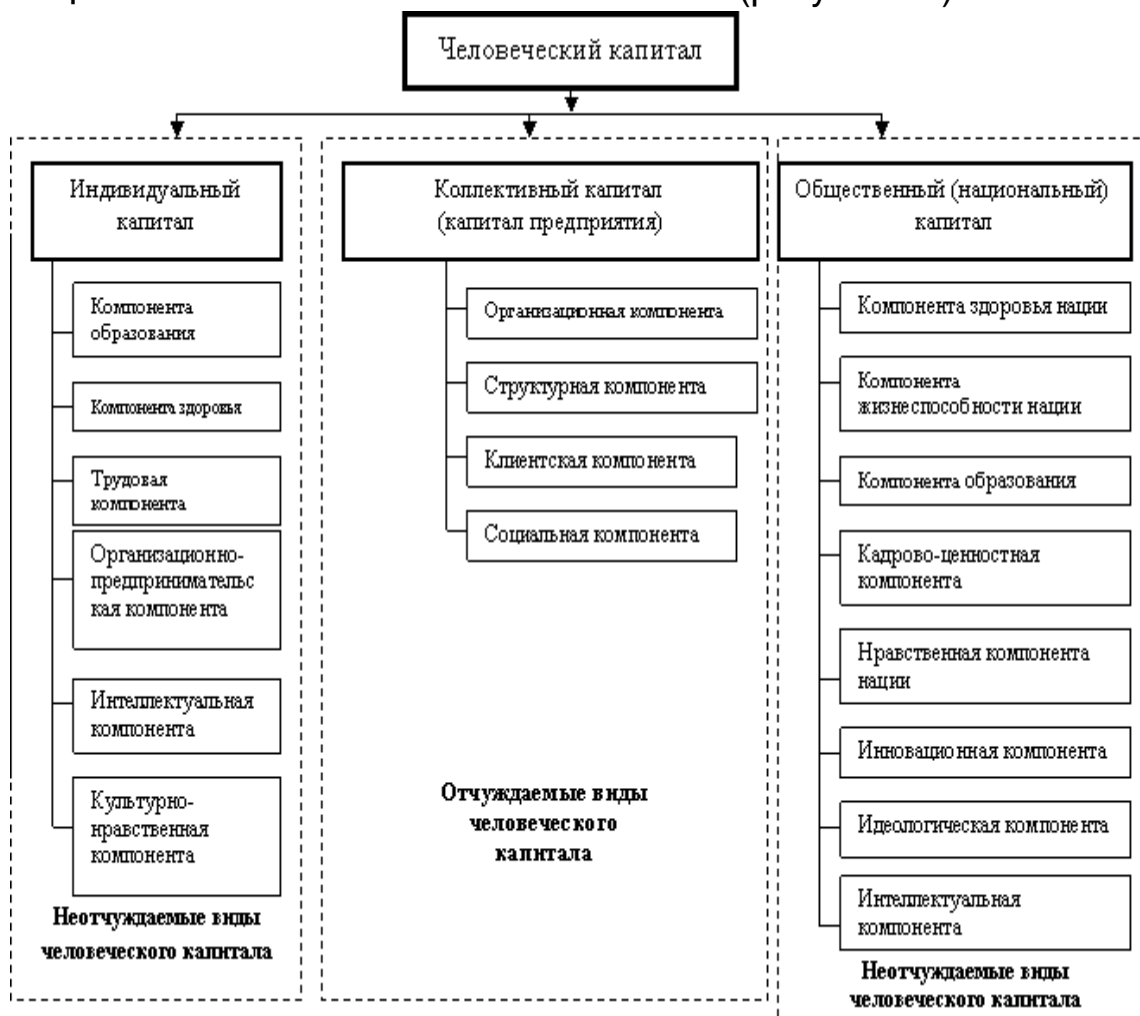 Человеческий капитал
Индивидуальный
капитал
Компонента
образования
Компонента здоровья
Трудовая
компонента
Организационно-
предпринимательс
кая компонента
Интеллектуальная
компонента
Культурно-
нравственная
компонента
Неотчуждаемые виды
человеческого капитала
Коллективный капитал
(капитал предприятия)
Организационная компонента
Структурная компонента
Клиентская компонента
Социальная компонента
Отчуждаемые виды
человеческого
капитала
Общественный (национальный)
капитал
Компонента здоровья нации
Компонента
жизнеспособности нации
Компонента образования
Кадрово-ценностная
компонента
Нравственная компонента
нации
Инновационная компонента
Идеологическая компонента
Интеллектуальная
компонента
Неотчуждаемые виды
человеческого капитала